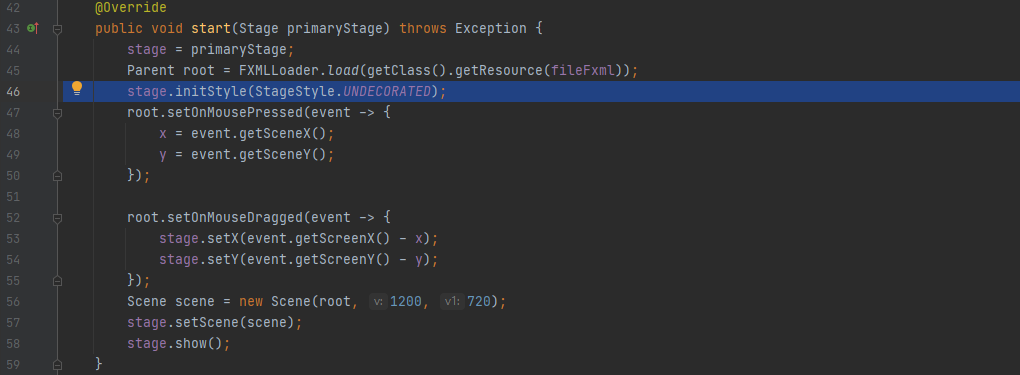 42 @Override
43 public void start(Stage primaryStage) throws Exception {
44 stage = primaryStage;
45 Parent root = FXMLLoader.load(getClass().getResource(fileFxml));
46 stage.initStyle(StageStyle.UNDECORATED);
47 root.setOnMousePressed(event -> {
48 x = event.getSceneX();
49 y = event.getSceneY();
50 });
51
52 root.setOnMouseDragged(event -> {
53 stage.setX(event.getScreenX() - x);
54 stage.setY(event.getScreenY() - y);
55 });
56 Scene scene = new Scene(root, v: 1200, v1: 720);
57 stage.setScene(scene);
58 stage.show();
59 }